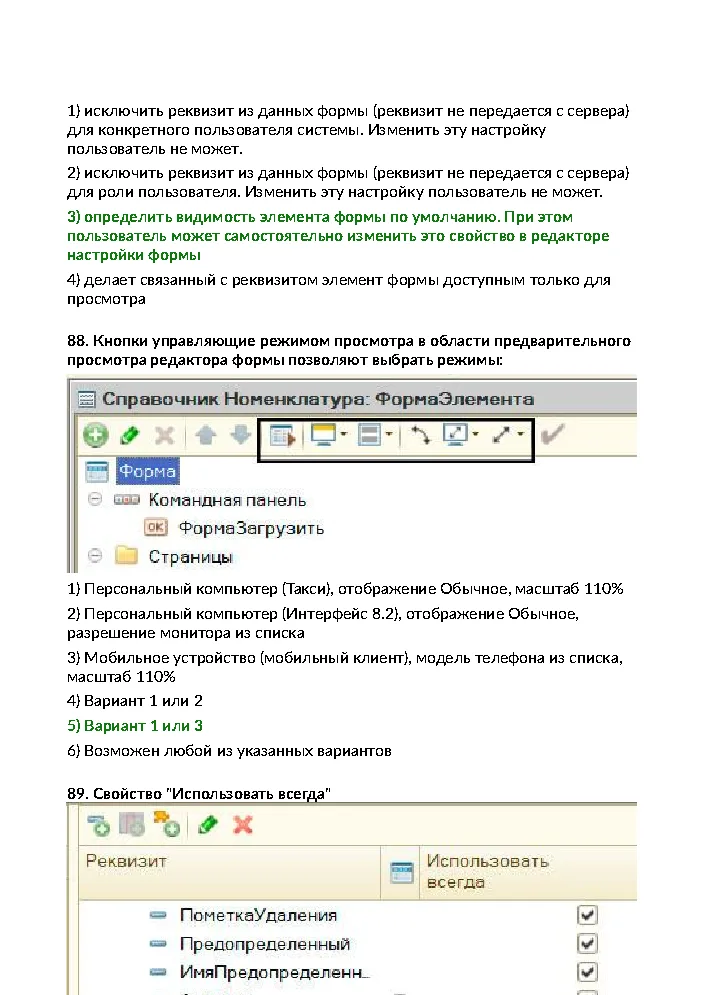 1) исключить реквизит из данных формы (реквизит не передается с сервера)
для конкретного пользователя системы. Изменить эту настройку
пользователь не может.
2) исключить реквизит из данных формы (реквизит не передается с сервера)
для роли пользователя. Изменить эту настройку пользователь не может.
3) определить видимость элемента формы по умолчанию. При этом
пользователь может самостоятельно изменить это свойство в редакторе
настройки формы
4) делает связанный с реквизитом элемент формы доступным только для
просмотра
88. Кнопки управляющие режимом просмотра в области предварительного
просмотра редактора формы позволяют выбрать режимы:
Справочник Номенклатура: ФормаЭлемента
Форма
Командная панель
OK ФормаЗагрузить
Страницы
1) Персональный компьютер (Такси), отображение Обычное, масштаб 110%
2) Персональный компьютер (Интерфейс 8.2), отображение Обычное,
разрешение монитора из списка
3) Мобильное устройство (мобильный клиент), модель телефона из списка,
масштаб 110%
4) Вариант 1 или 2
5) Вариант 1 или 3
6) Возможен любой из указанных вариантов
89. Свойство "Использовать всегда"
Реквизит Использовать
всегда
ПометкаУдаления
Предопределенный
ИмяПредопределенн...